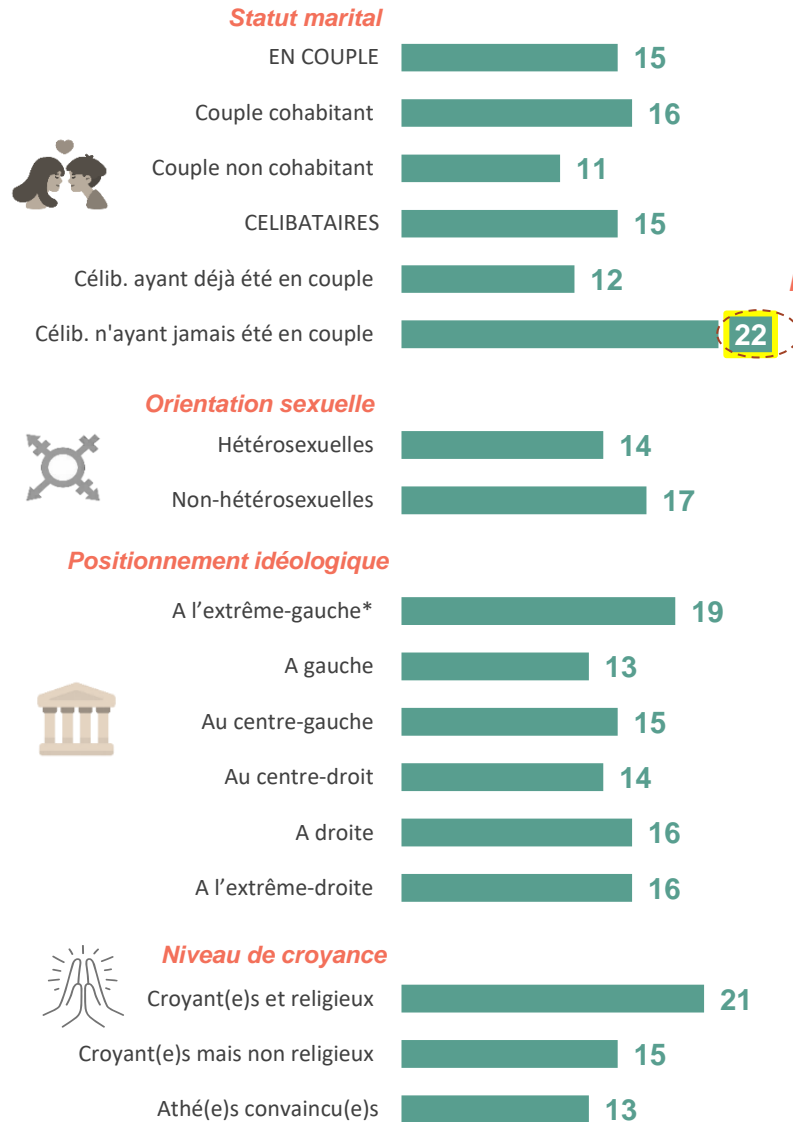 Statut marital
EN COUPLE 15
Couple cohabitant 16
Couple non cohabitant 11
CELIBATAIRES 15
Célib. ayant déjà été en couple 12
Célib. n'ayant jamais été en couple 22
Orientation sexuelle
Hétérosexuelles 14
Non-hétérosexuelles 17
Positionnement idéologique
A l’extrême-gauche* 19
A gauche 13
Au centre-gauche 15
Au centre-droit 14
A droite 16
A l’extrême-droite 16
Niveau de croyance
Croyant(e)s et religieux 21
Croyant(e)s mais non religieux 15
Athé(e)s convaincu(e)s 13